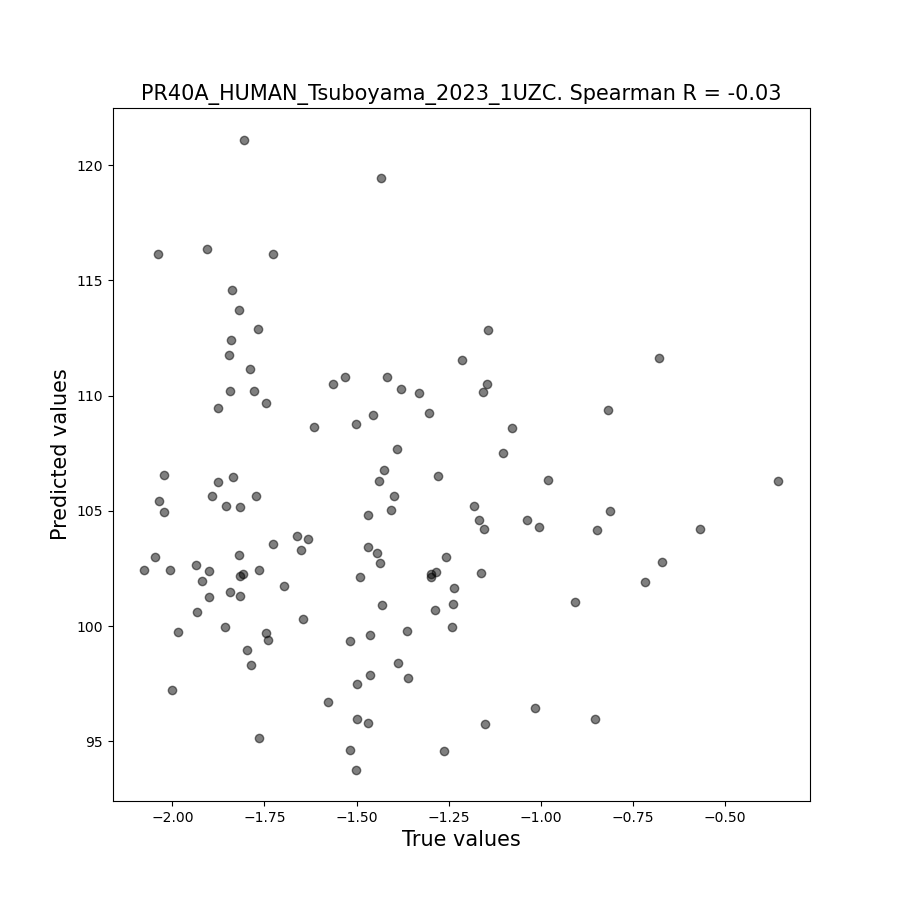 PR40A_HUMAN_Tsuboyama_2023_1UZC. Spearman R = -0.03
120
115
110
105
100
95
Predicted values
−2.00 −1.75 −1.50 −1.25 −1.00 −0.75 −0.50
True values